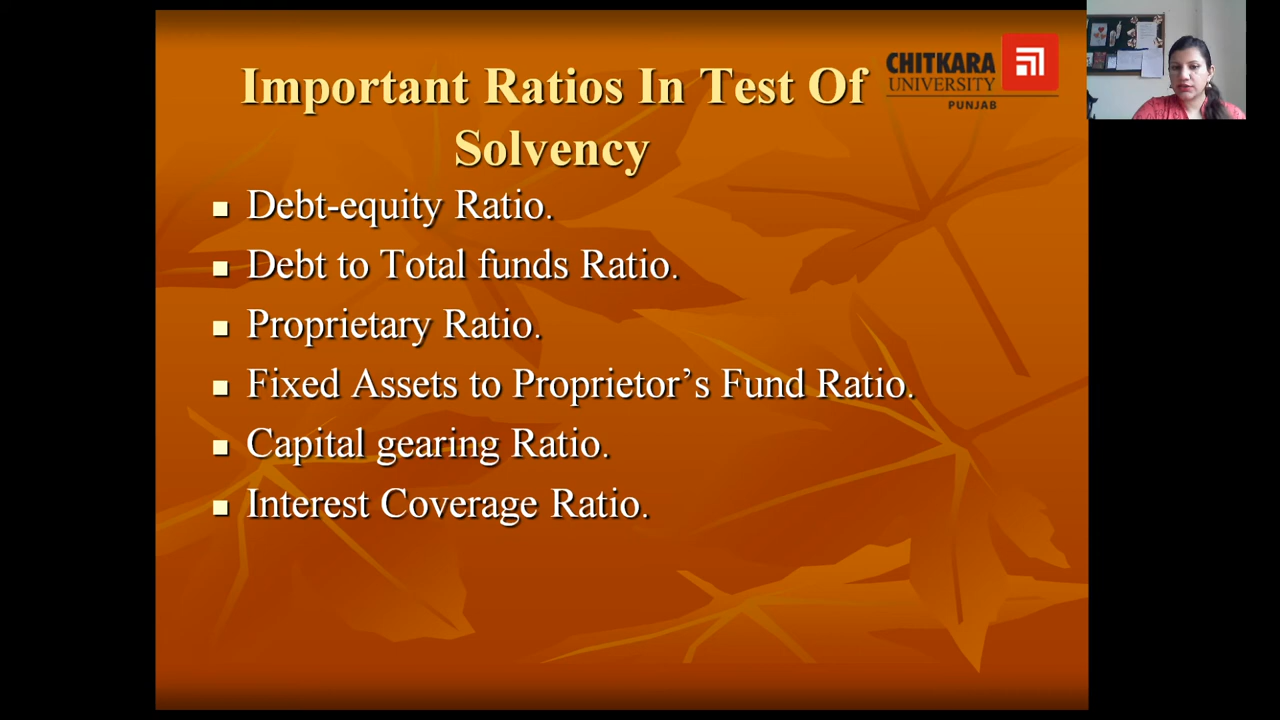 Important Ratios In Test Of
Solvency
CHITKARA
UNIVERSITY
PUNJAB
Debt-equity Ratio.
Debt to Total funds Ratio.
Proprietary Ratio.
Fixed Assets to Proprietor’s Fund Ratio.
Capital gearing Ratio.
Interest Coverage Ratio.